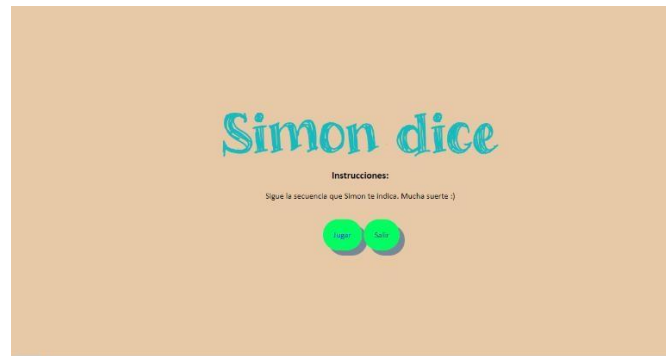 Simon dice
Instrucciones:
Sigue la secuencia que Simon te indica. Mucha suerte :)
Jugar Salir